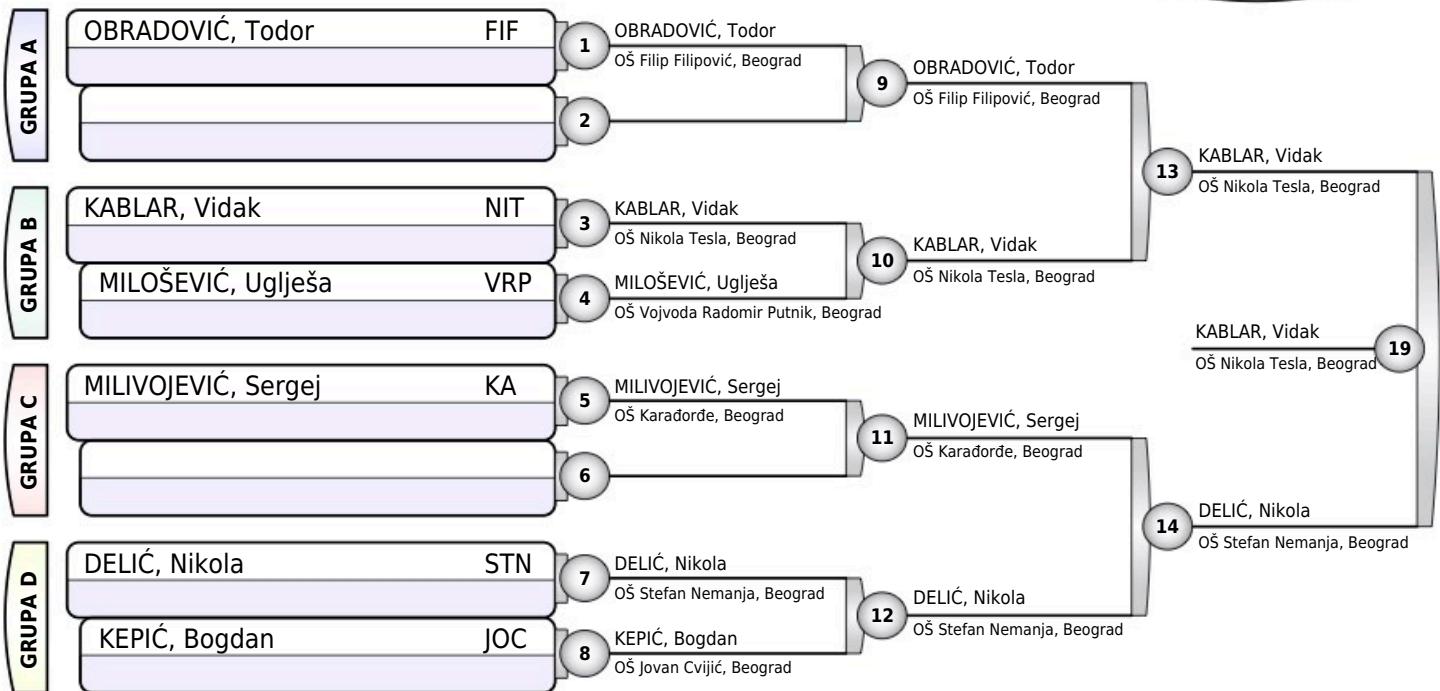 GRUPA A
OBRADOVIĆ, Todor FIF
1
OBRADOVIĆ, Todor
OŠ Filip Filipović, Beograd
2
9
OBRADOVIĆ, Todor
OŠ Filip Filipović, Beograd
GRUPA B
KABLAR, Vidak NIT
3
KABLAR, Vidak
OŠ Nikola Tesla, Beograd
MILOŠEVIĆ, Uglješa VRP
4
MILOŠEVIĆ, Uglješa
OŠ Vojvoda Radomir Putnik, Beograd
10
KABLAR, Vidak
OŠ Nikola Tesla, Beograd
13
KABLAR, Vidak
OŠ Nikola Tesla, Beograd
GRUPA C
MILIVOJEVIĆ, Sergej KA
5
MILIVOJEVIĆ, Sergej
OŠ Karađorđe, Beograd
6
11
MILIVOJEVIĆ, Sergej
OŠ Karađorđe, Beograd
GRUPA D
DELIĆ, Nikola STN
7
DELIĆ, Nikola
OŠ Stefan Nemanja, Beograd
KEPIĆ, Bogdan JOC
8
KEPIĆ, Bogdan
OŠ Jovan Cvijić, Beograd
12
DELIĆ, Nikola
OŠ Stefan Nemanja, Beograd
14
DELIĆ, Nikola
OŠ Stefan Nemanja, Beograd
KABLAR, Vidak
OŠ Nikola Tesla, Beograd
19